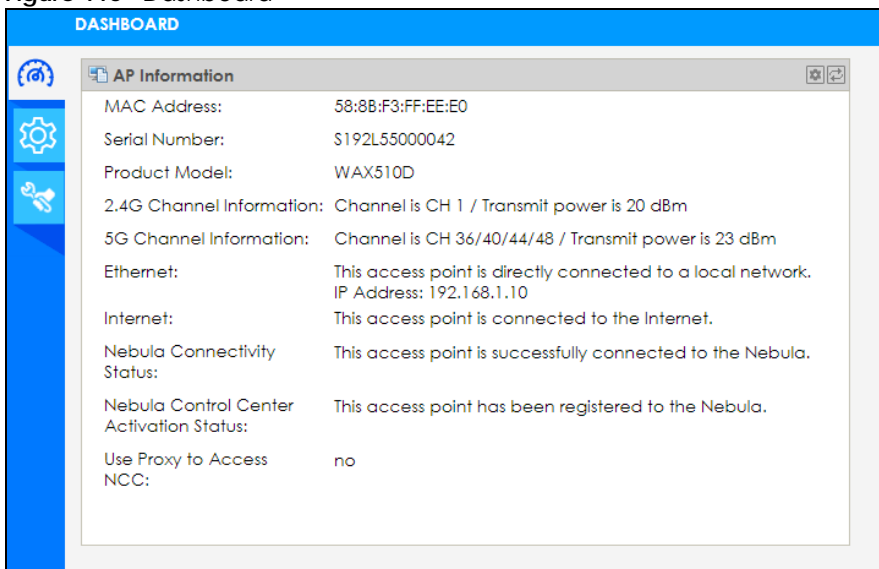 DASHBOARD
AP Information
MAC Address: 58:8B:F3:FF:EE:E0
Serial Number: S192L55000042
Product Model: WAX510D
2.4G Channel Information: Channel is CH 1 / Transmit power is 20 dBm
5G Channel Information: Channel is CH 36/40/44/48 / Transmit power is 23 dBm
Ethernet: This access point is directly connected to a local network.
IP Address: 192.168.1.10
Internet: This access point is connected to the Internet.
Nebula Connectivity This access point is successfully connected to the Nebula.
Status:
Nebula Control Center This access point has been registered to the Nebula.
Activation Status:
Use Proxy to Access no
NCC: